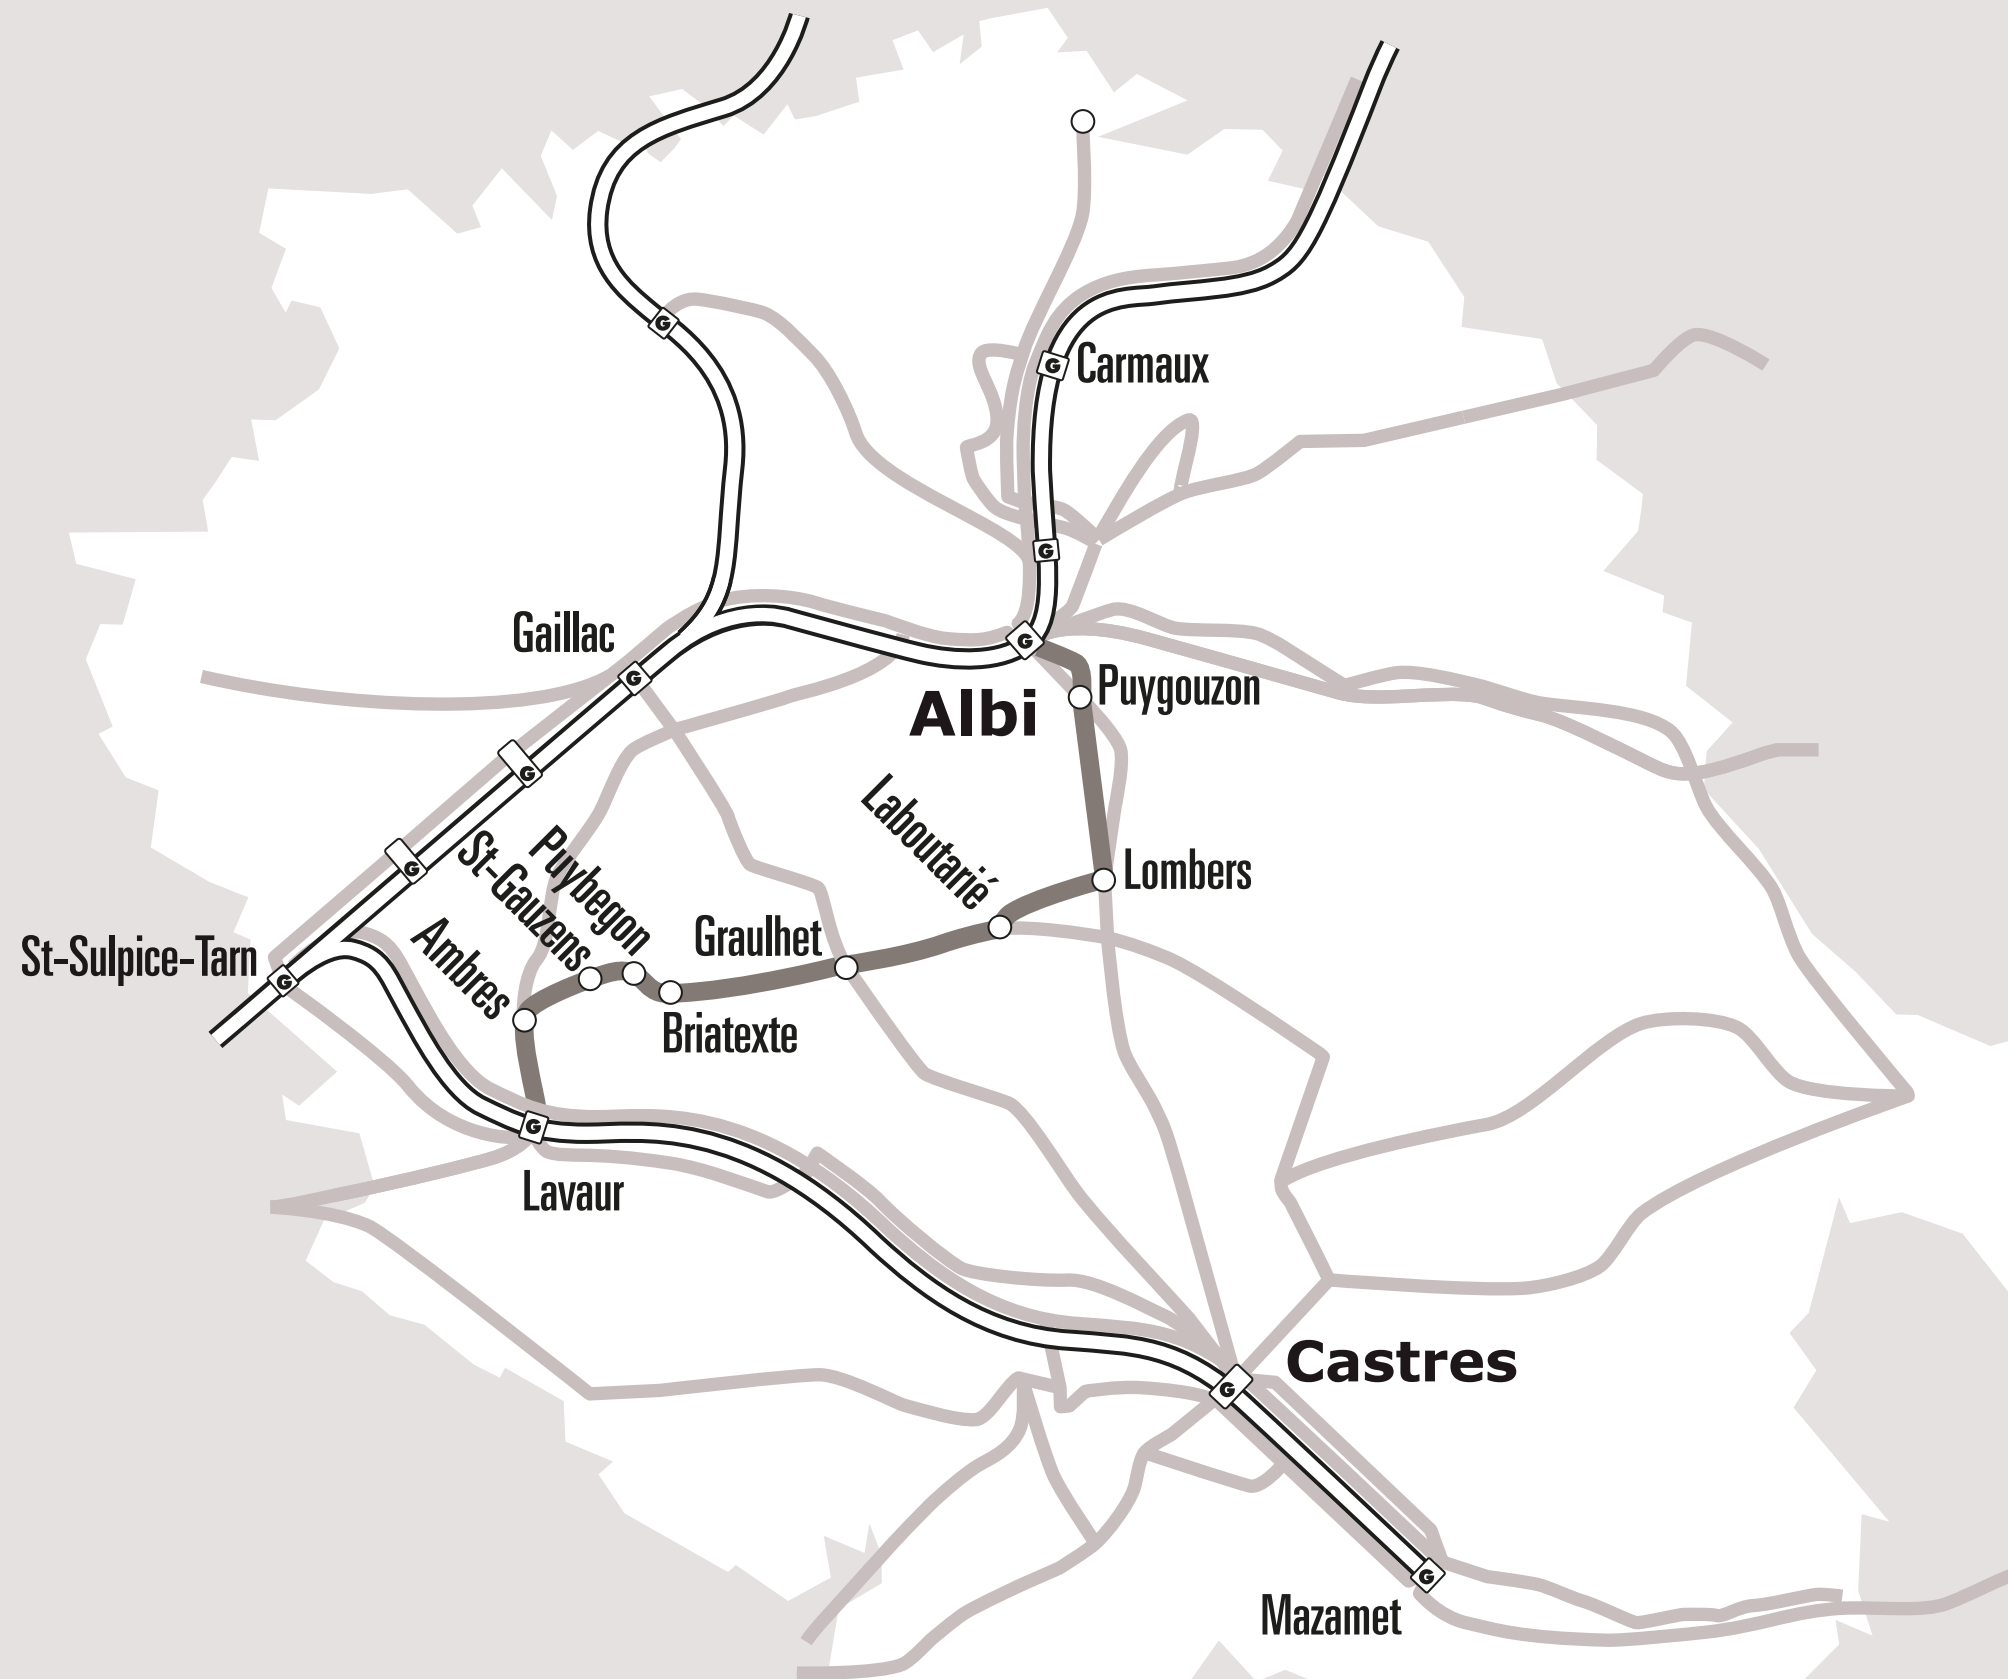 G
G
Carmaux
G
Gaillac
G
G
Puygouzon
Albi
G
Laboutarié
Puybegon
St-Gauzens
G
Lombers
Ambres
Graulhet
St-Sulpice-Tarn
G
Briatexte
G
Lavaur
Castres
G
G
Mazamet